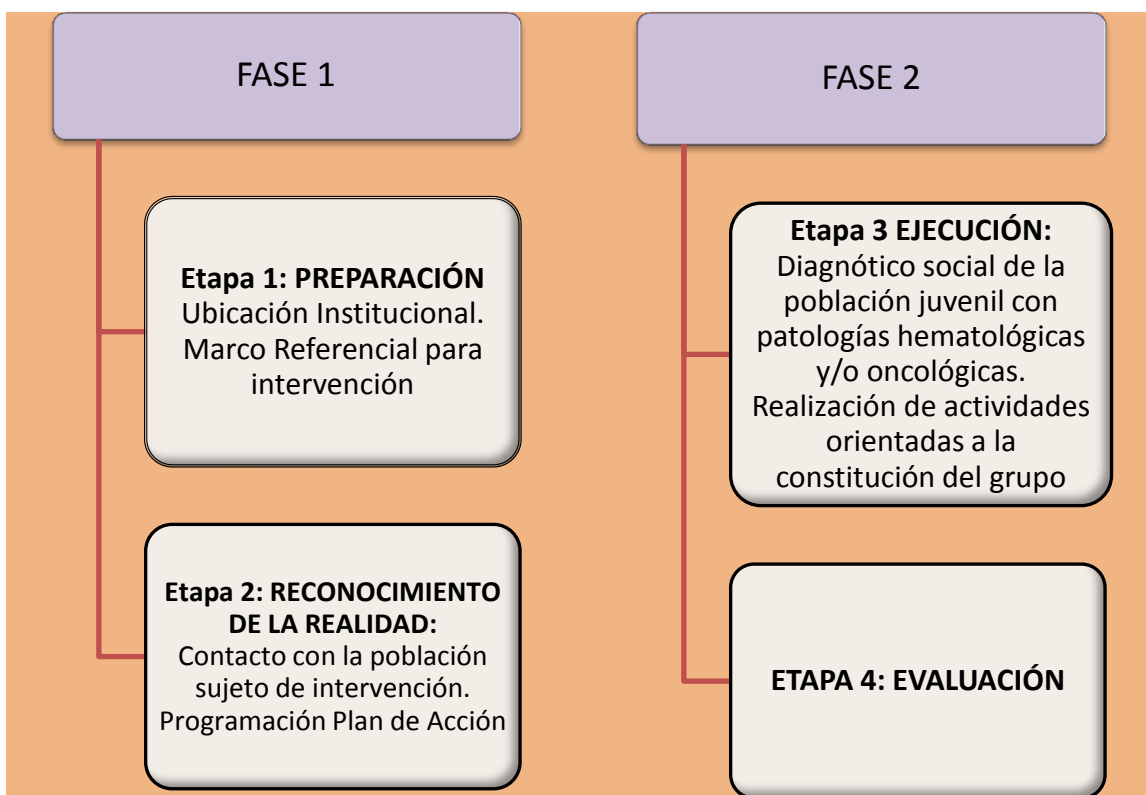 FASE 1
Etapa 1: PREPARACIÓN
Ubicación Institucional.
Marco Referencial para
intervención
Etapa 2: RECONOCIMIENTO
DE LA REALIDAD:
Contacto con la población
sujeto de intervención.
Programación Plan de Acción
FASE 2
Etapa 3 EJECUCIÓN:
Diagnótico social de la
población juvenil con
patologías hematológicas
y/o oncológicas.
Realización de actividades
orientadas a la
constitución del grupo
ETAPA 4: EVALUACIÓN